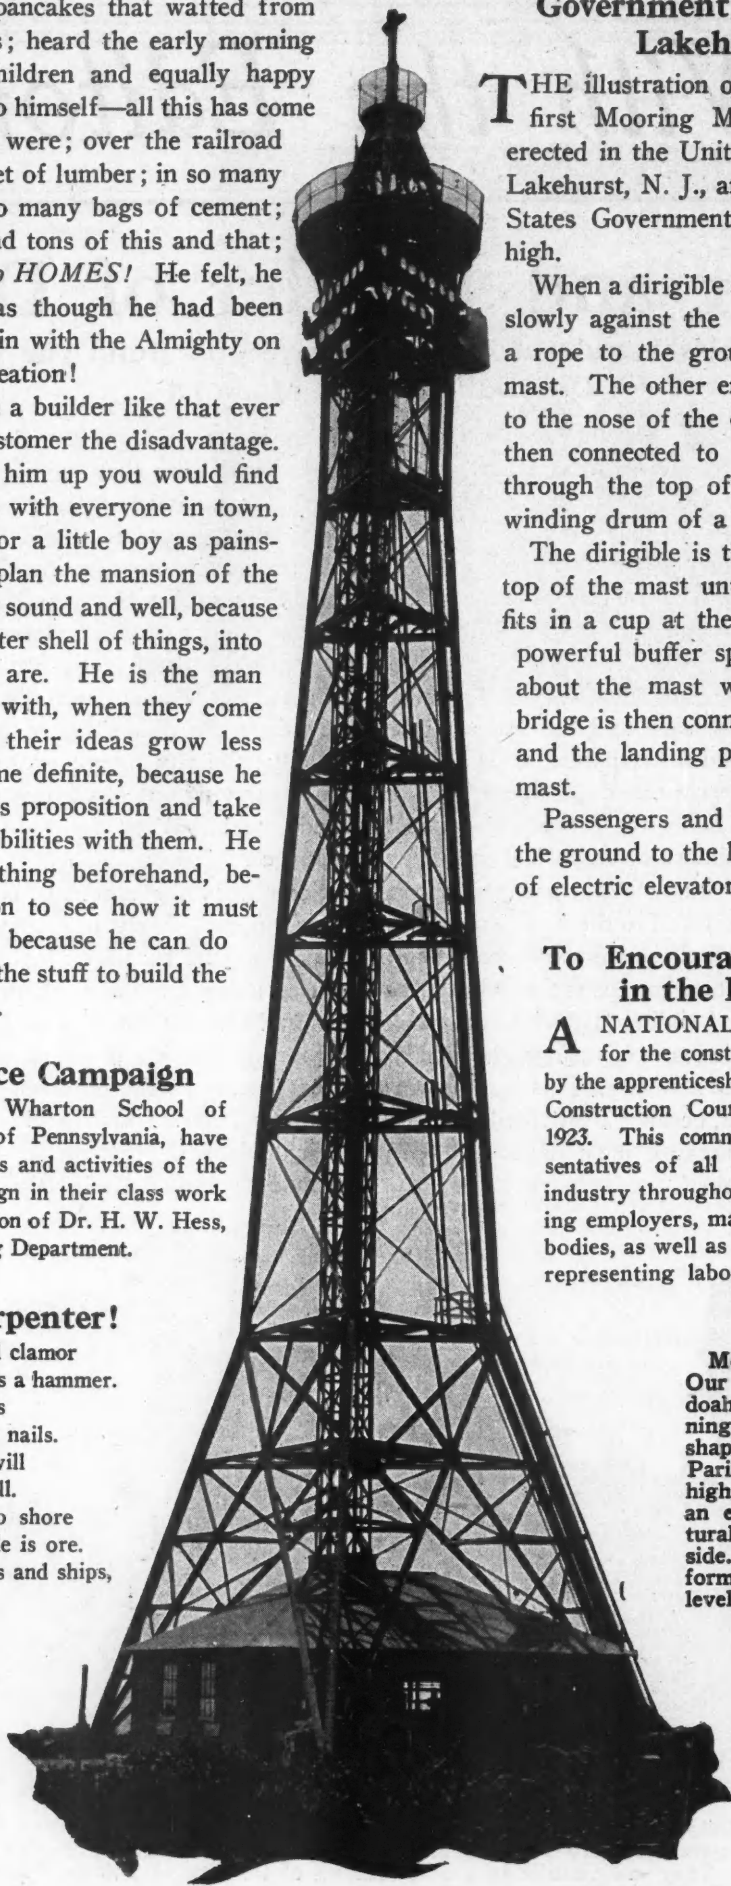 pancakes that wafted from
s; heard the early morning
hildren and equally happy
o himself—all this has come
were; over the railroad
et of lumber; in so many
o many bags of cement;
nd tons of this and that;
o HOMES! He felt, he
as though he had been
in with the Almighty on
eation!
a builder like that ever
stomer the disadvantage.
him up you would find
with everyone in town,
or a little boy as pains-
plan the mansion of the
sound and well, because
ter shell of things, into
are. He is the man
with, when they come
their ideas grow less
me definite, because he
s proposition and take
bilities with them. He
thing beforehand, be-
on to see how it must
because he can do
the stuff to build the
ce Campaign
Wharton School of
of Pennsylvania, have
s and activities of the
gn in their class work
on of Dr. H. W. Hess,
g Department.
rpenter!
d clamor
s a hammer.
s
nails.
will
ll.
o shore
le is ore.
s and ships,
Government
Lakeh
THE illustration o
first Mooring M
erected in the Unit
Lakehurst, N. J., a
States Government
high.
When a dirigible
slowly against the
a rope to the grou
mast. The other e
to the nose of the
then connected to
through the top of
winding drum of a
The dirigible is t
top of the mast un
fits in a cup at the
powerful buffer sp
about the mast w
bridge is then conn
and the landing p
mast.
Passengers and
the ground to the l
of electric elevator
To Encoura
in the
A NATIONAL
for the const
by the apprenticesh
Construction Cour
1923. This comm
sentatives of all
industry througho
ing employers, ma
bodies, as well as
representing labo
M
Our
doah
ning
shap
Pari
high
an e
tural
side.
form
level